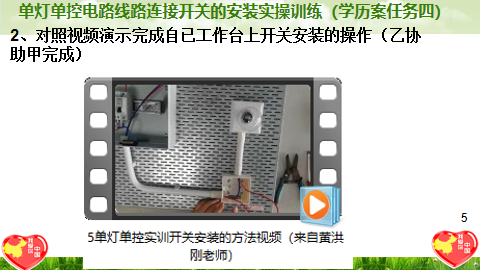 单灯单控电路线路连接开关的安装实操训练（学历案任务四）
2、对照视频演示完成自己工作台上开关安装的操作（乙协
助甲完成）
5单灯单控实训开关安装的方法视频（来自黄洪
刚老师）
5